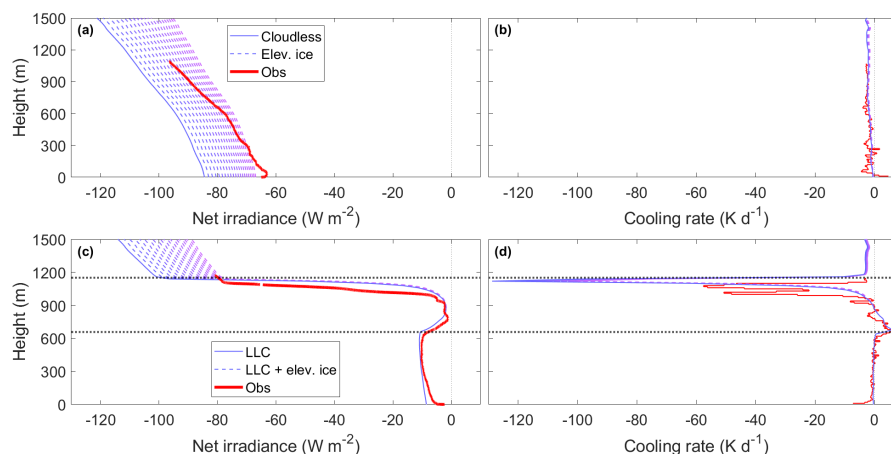 (a)
Cloudless
Elev. ice
Obs
Height (m)
1500
1200
900
600
300
0
-120 -100 -80 -60 -40 -20 0
Net irradiance (W m-2)
(b)
-120 -100 -80 -60 -40 -20 0
Cooling rate (K d-1)
(c)
LLC
LLC + elev. ice
Obs
Height (m)
1500
1200
900
600
300
0
-120 -100 -80 -60 -40 -20 0
Net irradiance (W m-2)
(d)
-120 -100 -80 -60 -40 -20 0
Cooling rate (K d-1)